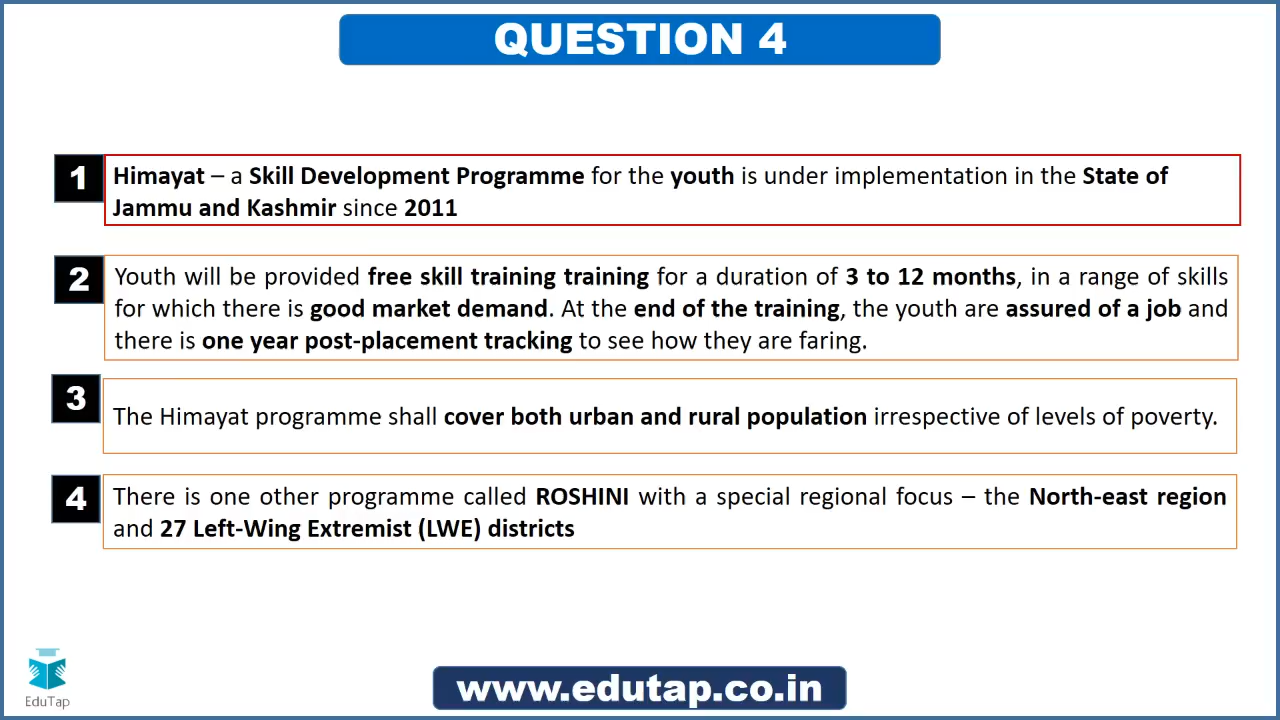 QUESTION 4
1
Himayat – a Skill Development Programme for the youth is under implementation in the State of
Jammu and Kashmir since 2011
2
Youth will be provided free skill training training for a duration of 3 to 12 months, in a range of skills
for which there is good market demand. At the end of the training, the youth are assured of a job and
there is one year post-placement tracking to see how they are faring.
3
The Himayat programme shall cover both urban and rural population irrespective of levels of poverty.
4
There is one other programme called ROSHINI with a special regional focus – the North-east region
and 27 Left-Wing Extremist (LWE) districts
EduTap
www.edutap.co.in